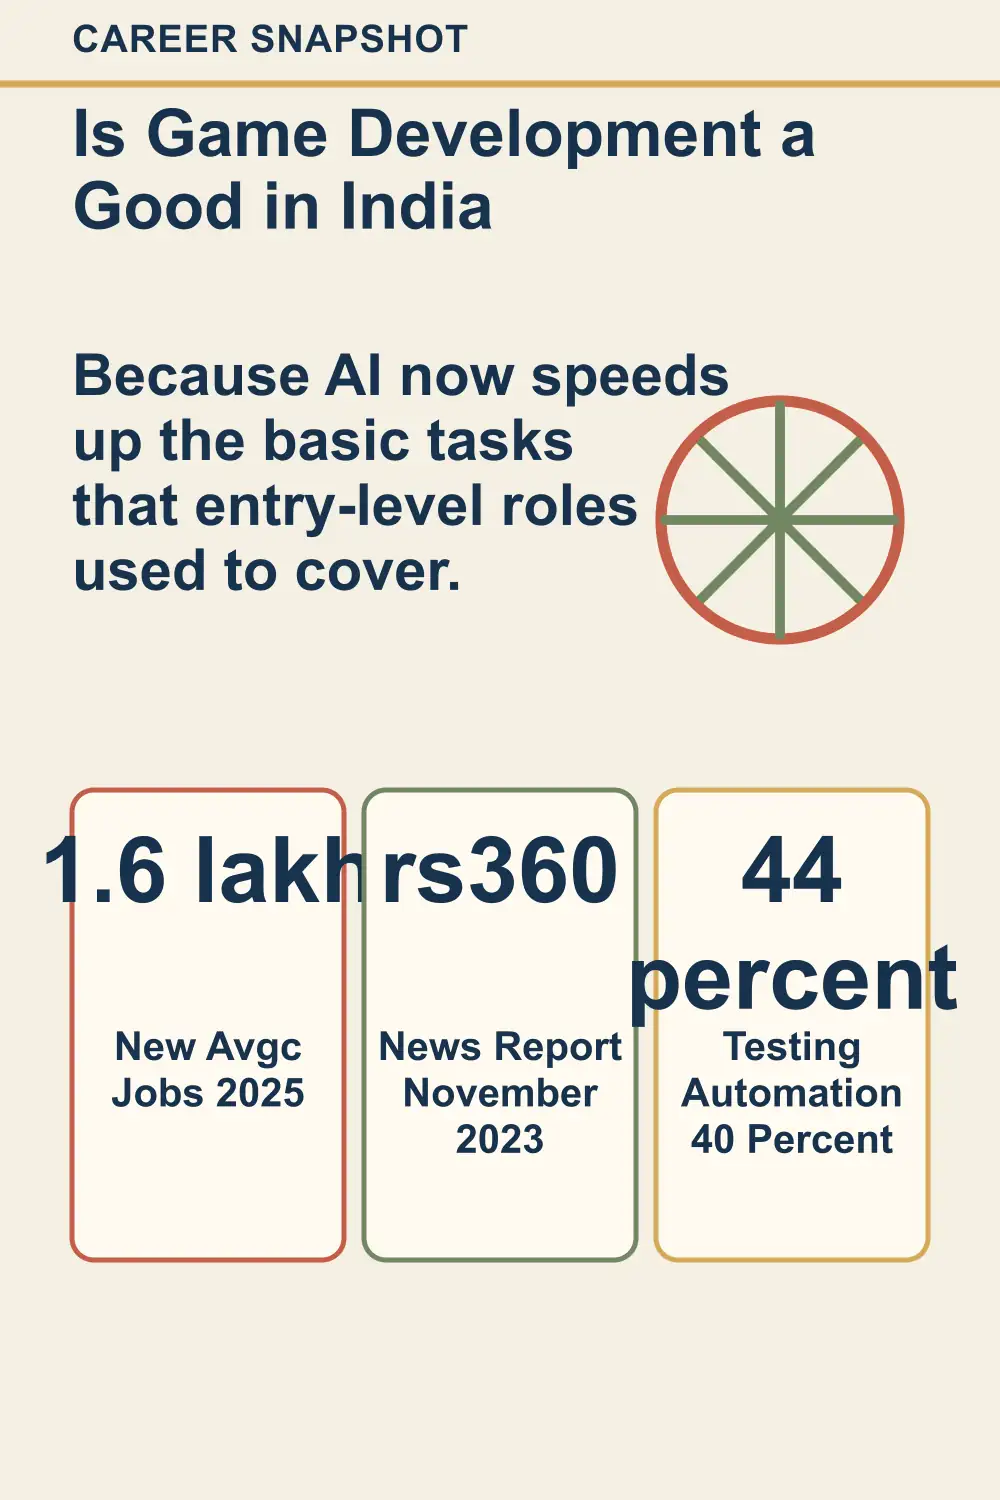 CAREER SNAPSHOT
Is Game Development a
Good in India
Because AI now speeds
up the basic tasks
that entry-level roles
used to cover.
1.6 lakh
New Avgc
Jobs 2025
rs360
News Report
November
2023
44
percent
Testing
Automation
40 Percent